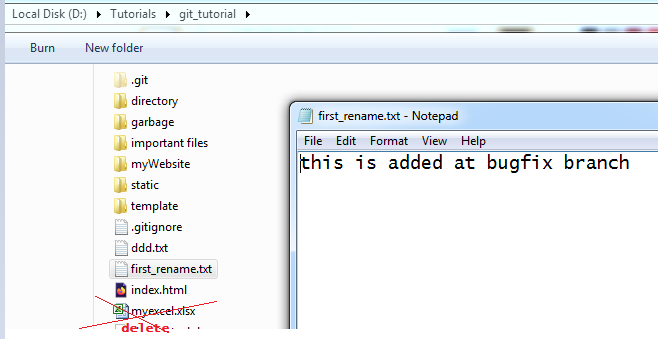 Local Disk (D:) ▸ Tutorials ▸ git_tutorial ▸
Burn New folder
.git
directory
garbage
important files
myWebsite
static
template
.gitignore
ddd.txt
first_rename.txt
index.html
myexcel.xlsx
delete
first_rename.txt - Notepad
File Edit Format View Help
this is added at bugfix branch